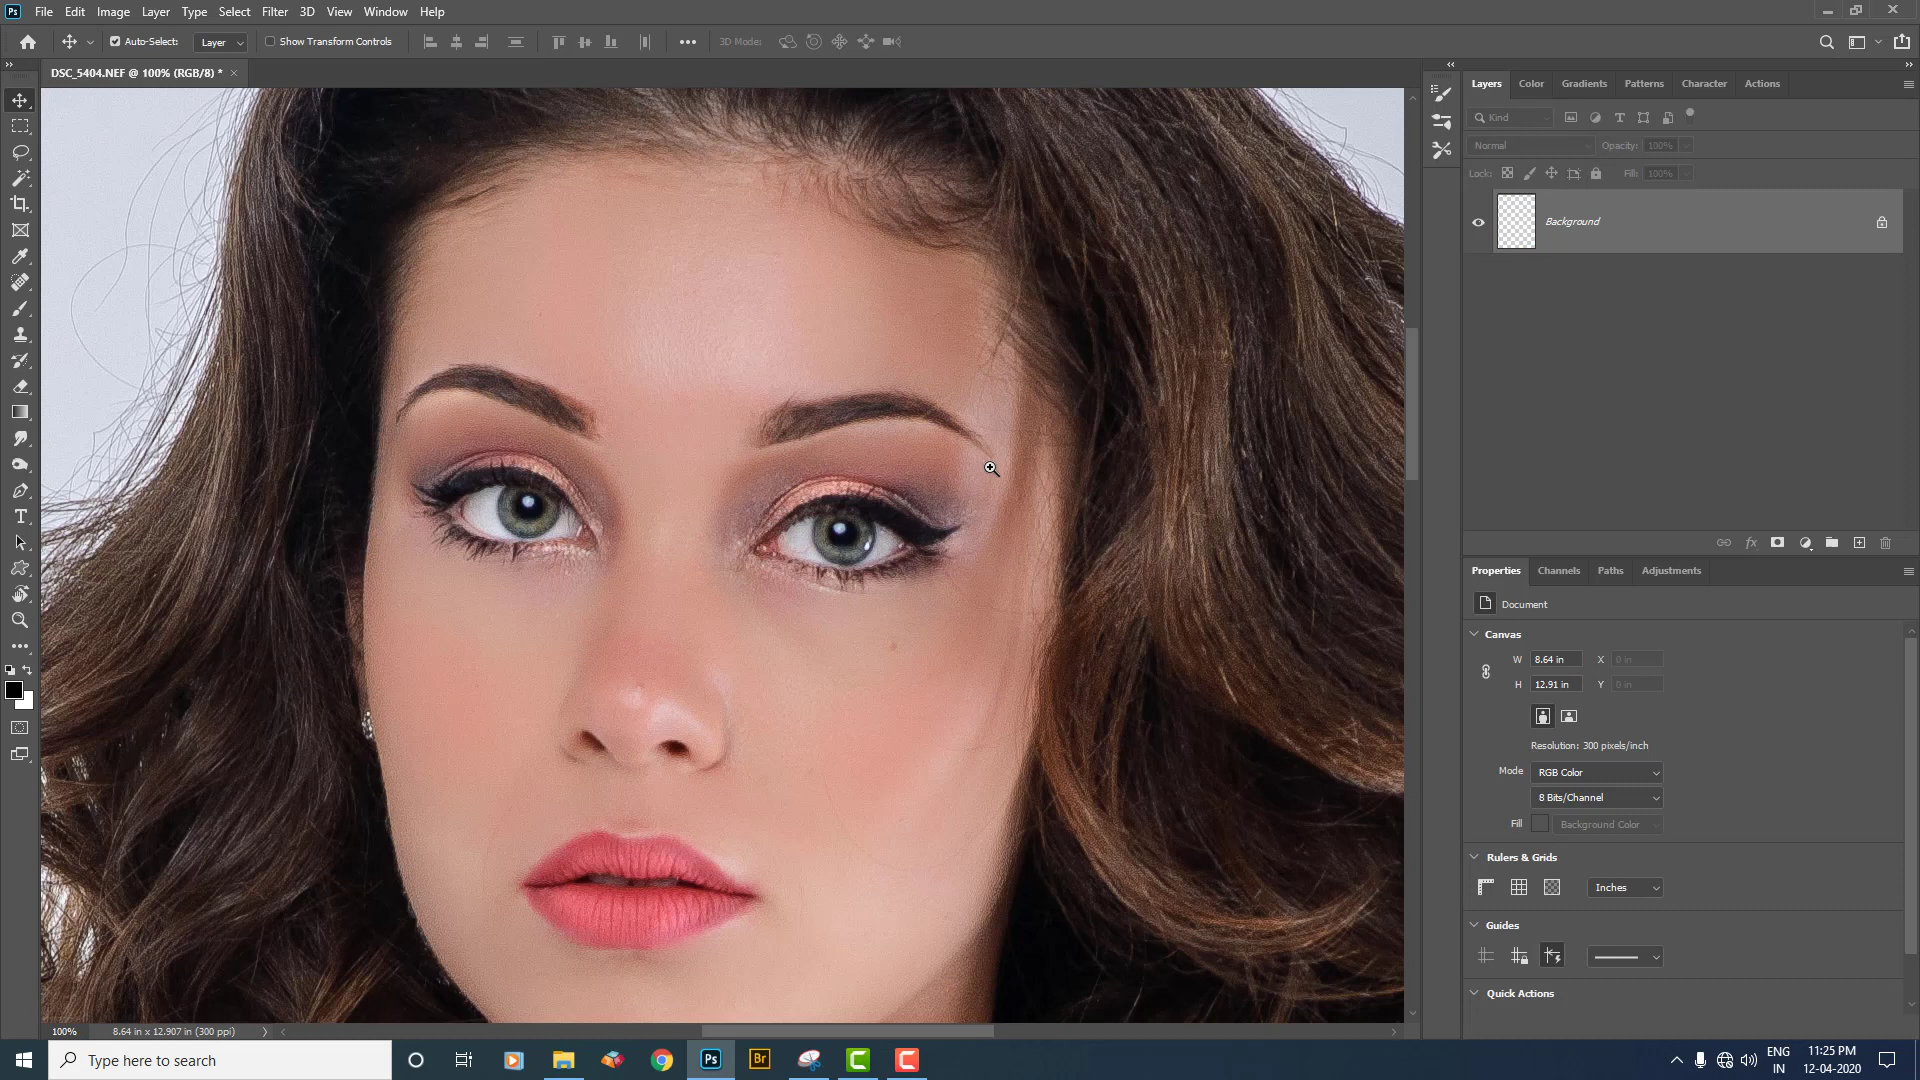 Ps File Edit Image Layer Type Select Filter 3D View Window Help
Auto-Select: Layer Show Transform Controls 3D Mode:
DSC_5404.NEF @ 100% (RGB/8) *
Layers Color Gradients Patterns Character Actions
Kind
Normal Opacity: 100%
Lock: Fill: 100%
Background
Properties Channels Paths Adjustments
Document
Canvas
W 8.64 in X 0 in
H 12.91 in Y 0 in
Resolution: 300 pixels/inch
Mode RGB Color
8 Bits/Channel
Fill Background Color
Rulers & Grids
Inches
Guides
Quick Actions
100% 8.64 in x 12.907 in (300 ppi)
Type here to search
Ps Br
ENG
IN
11:25 PM
12-04-2020